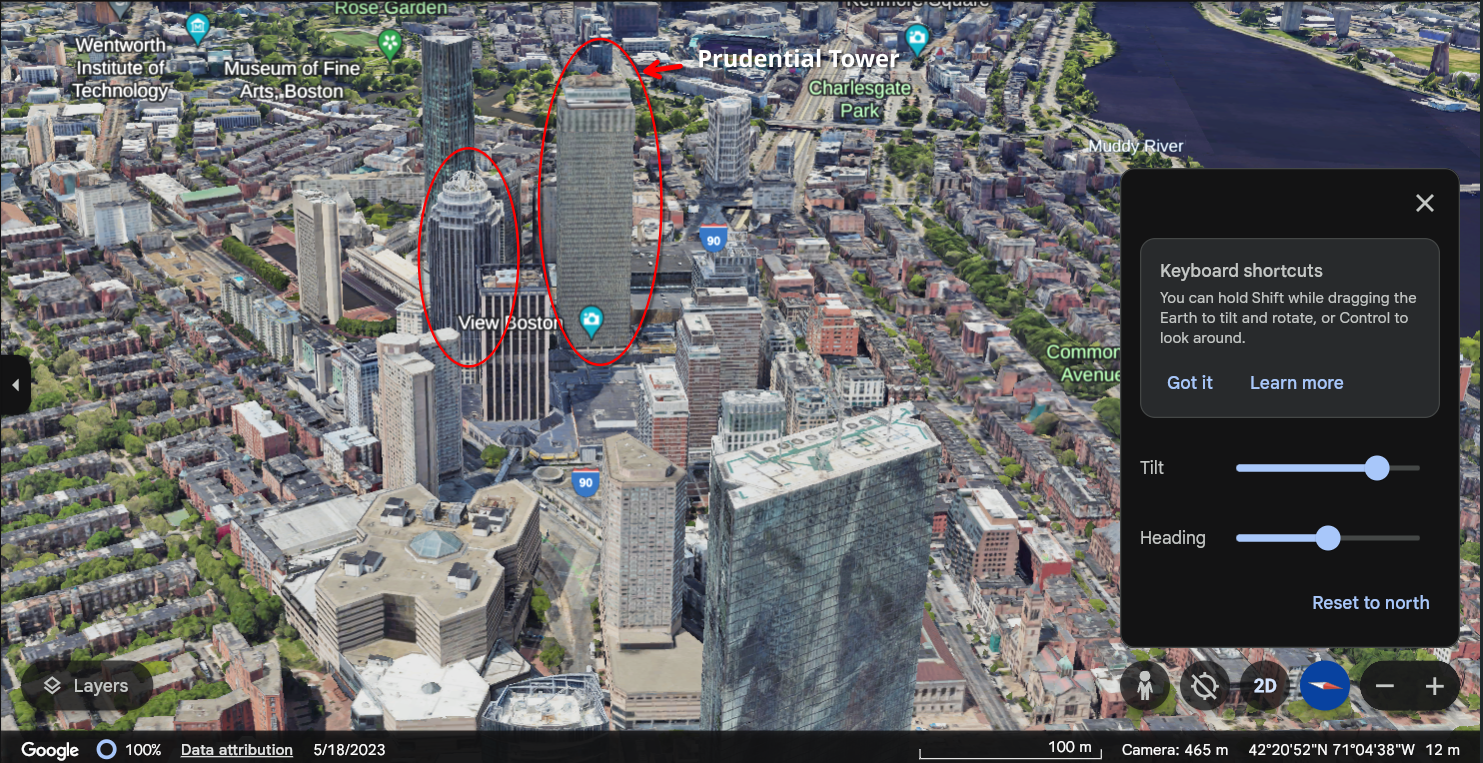 Rose Garden
Kenmore Square
Wentworth
Institute of
Technology
Museum of Fine
Arts, Boston
Prudential Tower
Charlesgate
Park
Muddy River
90
View Boston
Common
Avenue
90
Keyboard shortcuts
You can hold Shift while dragging the
Earth to tilt and rotate, or Control to
look around.
Got it Learn more
Tilt
Heading
Reset to north
Layers
2D
Google 100% Data attribution 5/18/2023 100 m Camera: 465 m 42°20'52"N 71°04'38"W 12 m